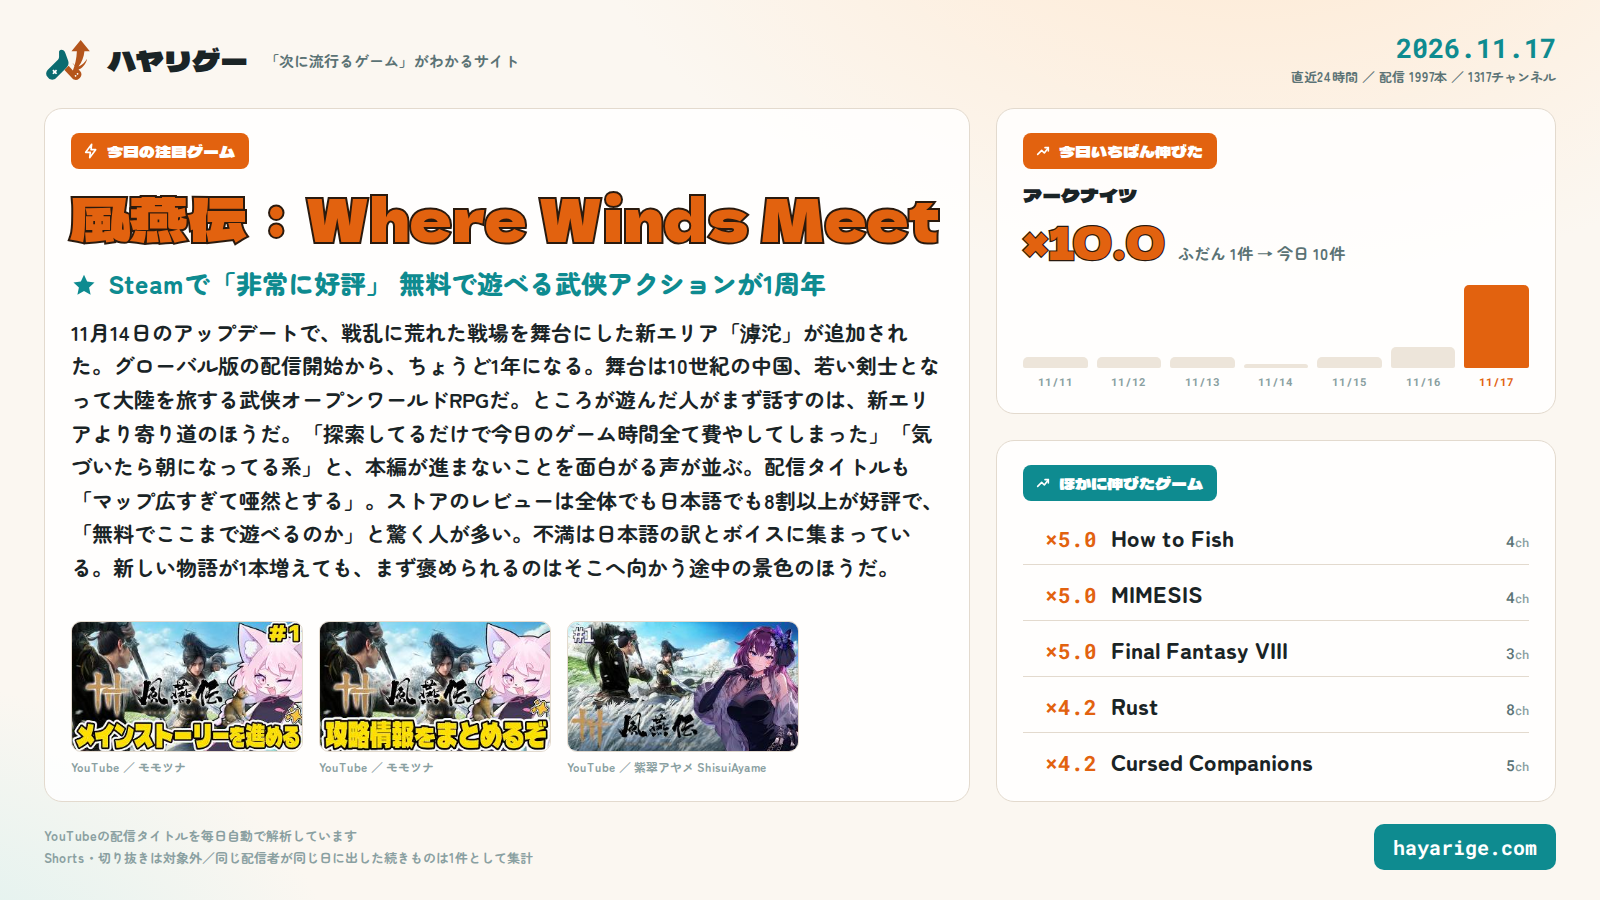 ハヤリゲー
「次に流行るゲーム」がわかるサイト
2026.11.17
直近24時間 ／ 配信 1997本 ／ 1317チャンネル
今日の注目ゲーム
風燕伝：Where Winds Meet
★ Steamで「非常に好評」 無料で遊べる武侠アクションが1周年
11月14日のアップデートで、戦乱に荒れた戦場を舞台にした新エリア「滹沱」が追加され
た。グローバル版の配信開始から、ちょうど1年になる。舞台は10世紀の中国、若い剣士とな
って大陸を旅する武侠オープンワールドRPGだ。ところが遊んだ人がまず話すのは、新エリ
アより寄り道のほうだ。「探索してるだけで今日のゲーム時間全て費やしてしまった」「気
づいたら朝になってる系」と、本編が進まないことを面白がる声が並ぶ。配信タイトルも
「マップ広すぎて唖然とする」。ストアのレビューは全体でも日本語でも8割以上が好評で、
「無料でここまで遊べるのか」と驚く人が多い。不満は日本語の訳とボイスに集まってい
る。新しい物語が1本増えても、まず褒められるのはそこへ向かう途中の景色のほうだ。
#1
風燕伝
メインストーリーを進める
YouTube ／ モモツナ
風燕伝
攻略情報をまとめるぞ
YouTube ／ モモツナ
#1
風燕伝
YouTube ／ 紫翠アヤメ ShisuiAyame
今日いちばん伸びた
アークナイツ
×10.0 ふだん 1件 → 今日 10件
11/11 11/12 11/13 11/14 11/15 11/16 11/17
ほかに伸びたゲーム
×5.0 How to Fish 4ch
×5.0 MIMESIS 4ch
×5.0 Final Fantasy VIII 3ch
×4.2 Rust 8ch
×4.2 Cursed Companions 5ch
YouTubeの配信タイトルを毎日自動で解析しています
Shorts・切り抜きは対象外／同じ配信者が同じ日に出した続きものは1件として集計
hayarige.com